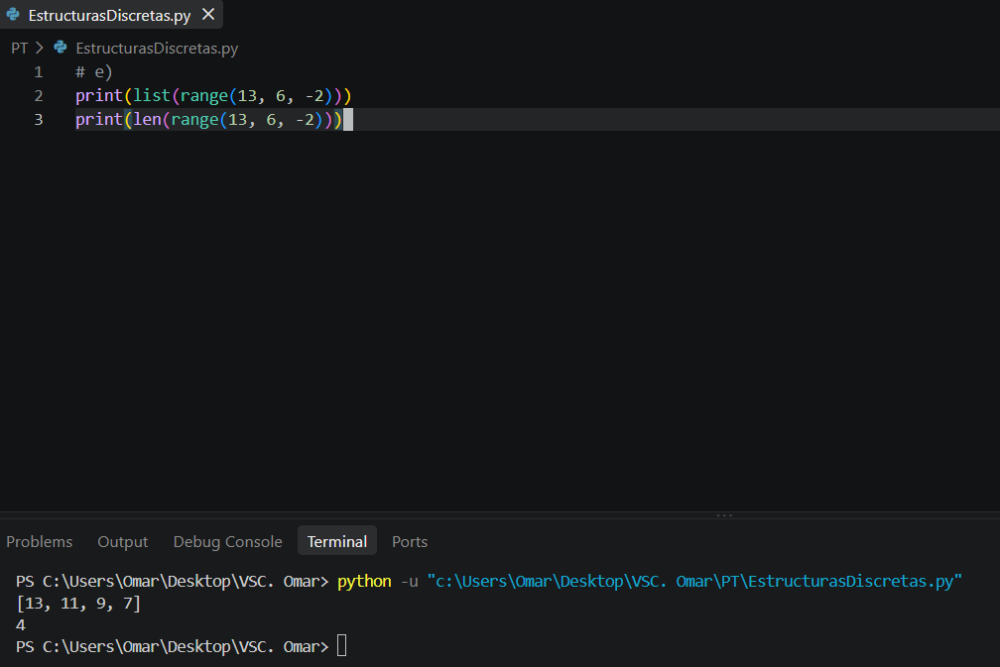 EstructurasDiscretas.py
PT > EstructurasDiscretas.py
1 # e)
2 print(list(range(13, 6, -2)))
3 print(len(range(13, 6, -2)))
Problems Output Debug Console Terminal Ports
PS C:\Users\Omar\Desktop\VSC. Omar> python -u "c:\Users\Omar\Desktop\VSC. Omar\PT\EstructurasDiscretas.py"
[13, 11, 9, 7]
4
PS C:\Users\Omar\Desktop\VSC. Omar>